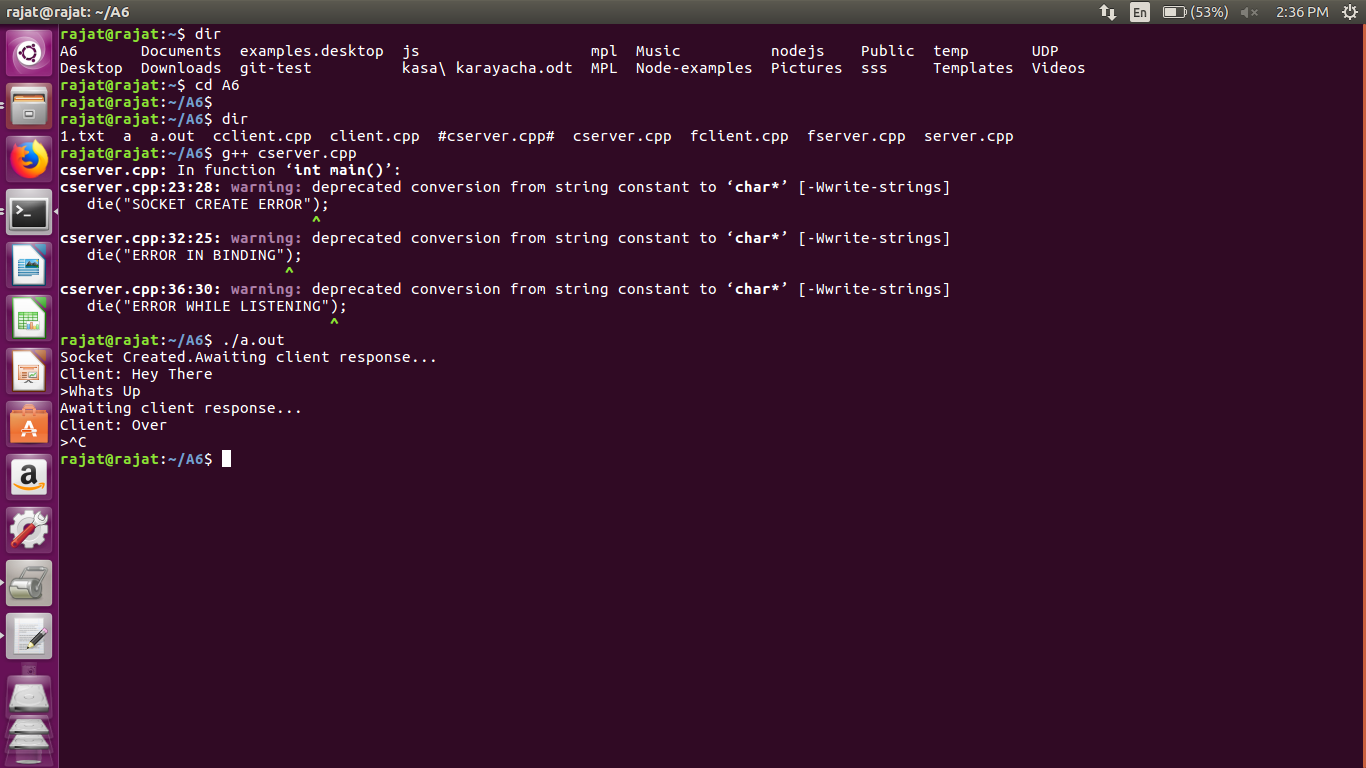 rajat@rajat: ~/A6
En (53%) 2:36 PM
rajat@rajat:~$ dir
A6       Documents  examples.desktop  js                   mpl  Music          nodejs    Public  temp       UDP
Desktop  Downloads  git-test          kasa\ karayacha.odt  MPL  Node-examples  Pictures  sss     Templates  Videos
rajat@rajat:~$ cd A6
rajat@rajat:~/A6$
rajat@rajat:~/A6$ dir
1.txt  a  a.out  cclient.cpp  client.cpp  #cserver.cpp#  cserver.cpp  fclient.cpp  fserver.cpp  server.cpp
rajat@rajat:~/A6$ g++ cserver.cpp
cserver.cpp: In function ‘int main()’:
cserver.cpp:23:28: warning: deprecated conversion from string constant to ‘char*’ [-Wwrite-strings]
   die("SOCKET CREATE ERROR");
                            ^
cserver.cpp:32:25: warning: deprecated conversion from string constant to ‘char*’ [-Wwrite-strings]
   die("ERROR IN BINDING");
                         ^
cserver.cpp:36:30: warning: deprecated conversion from string constant to ‘char*’ [-Wwrite-strings]
   die("ERROR WHILE LISTENING");
                              ^
rajat@rajat:~/A6$ ./a.out
Socket Created.Awaiting client response...
Client: Hey There
>Whats Up
Awaiting client response...
Client: Over
>^C
rajat@rajat:~/A6$